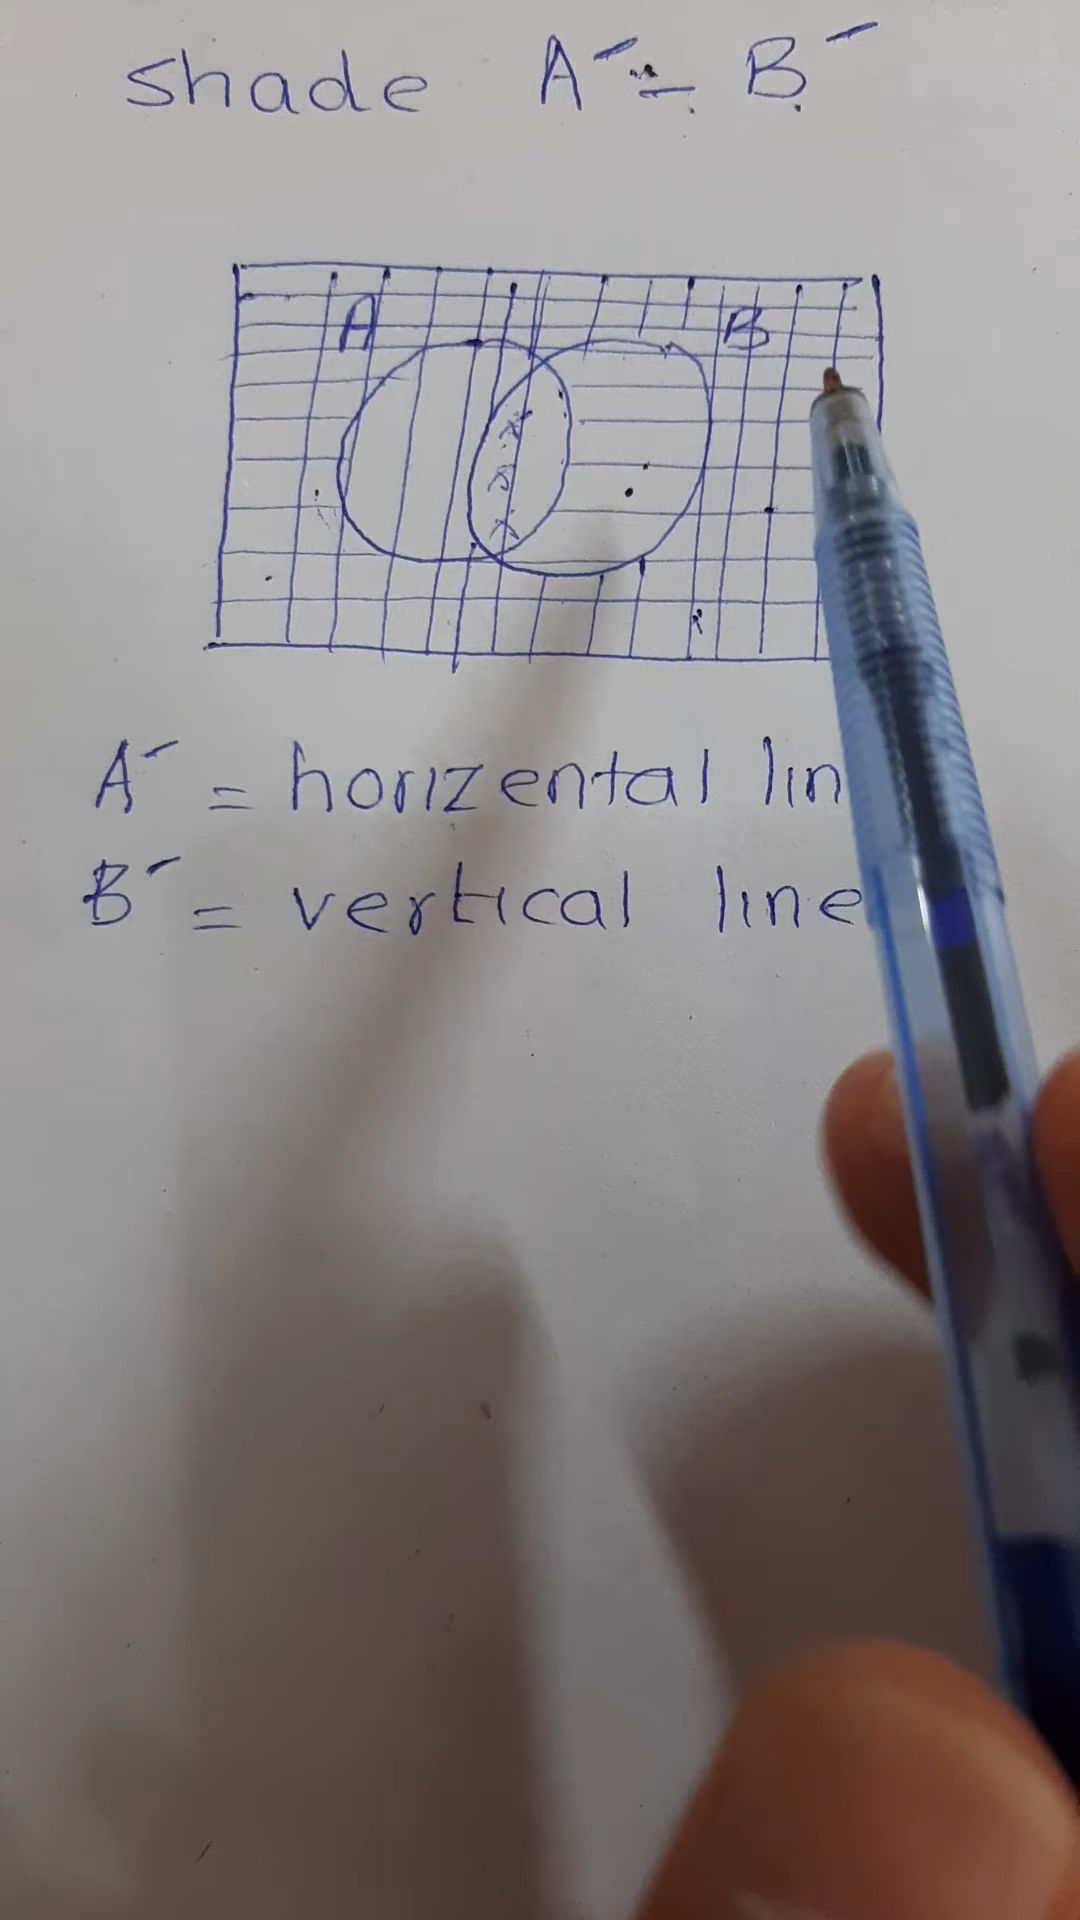 shade A′ - B′
A B
A′ = horizental lin
B′ = vertical line